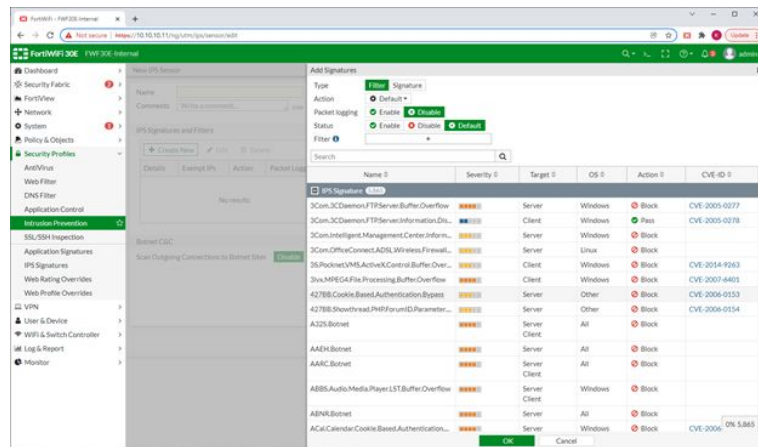 FortiWiFi - FWF30E-Internal
Not secure
https://10.10.10.11/ng/utm/ips/sensor/edit
Update
FortiWiFi 30E FWF30E-Internal
admin
Dashboard
Security Fabric 2
FortiView
Network
System 1
Policy & Objects
Security Profiles
AntiVirus
Web Filter
DNS Filter
Application Control
Intrusion Prevention
SSL/SSH Inspection
Application Signatures
IPS Signatures
Web Rating Overrides
Web Profile Overrides
VPN
User & Device
WiFi & Switch Controller
Log & Report
Monitor
New IPS Sensor
Name
Comments Write a comment...
IPS Signatures and Filters
Create New Edit Delete
Details Exempt IPs Action Packet Logg
No results
Botnet C&C
Scan Outgoing Connections to Botnet Sites Disable
Add Signatures
Type Filter Signature
Action Default
Packet logging Enable Disable
Status Enable Disable Default
Filter +
Search
Name Severity Target OS Action CVE-ID
IPS Signature 5,865
3Com.3CDaemon.FTP.Server.Buffer.Overflow Server Windows Block CVE-2005-0277
3Com.3CDaemon.FTP.Server.Information.Dis... Client Windows Pass CVE-2005-0278
3Com.Intelligent.Management.Center.Inform... Server Windows Block
3Com.OfficeConnect.ADSL.Wireless.Firewall... Server Linux Block
3S.Pocknet.VMS.ActiveX.Control.Buffer.Over... Client Windows Block CVE-2014-9263
3ivx.MPEG4.File.Processing.Buffer.Overflow Client Windows Block CVE-2007-6401
427BB.Cookie.Based.Authentication.Bypass Server Other Block CVE-2006-0153
427BB.Showthread.PHP.ForumID.Parameter.... Server Other Block CVE-2006-0154
A32S.Botnet Server Client All Block
AAEH.Botnet Server All Block
AARC.Botnet Server Client All Block
ABBS.Audio.Media.Player.LST.Buffer.Overflow Server Client Windows Block
ABNR.Botnet Server All Block
ACal.Calendar.Cookie.Based.Authentication.... Server Other Block CVE-2006
0% 5,865
OK Cancel